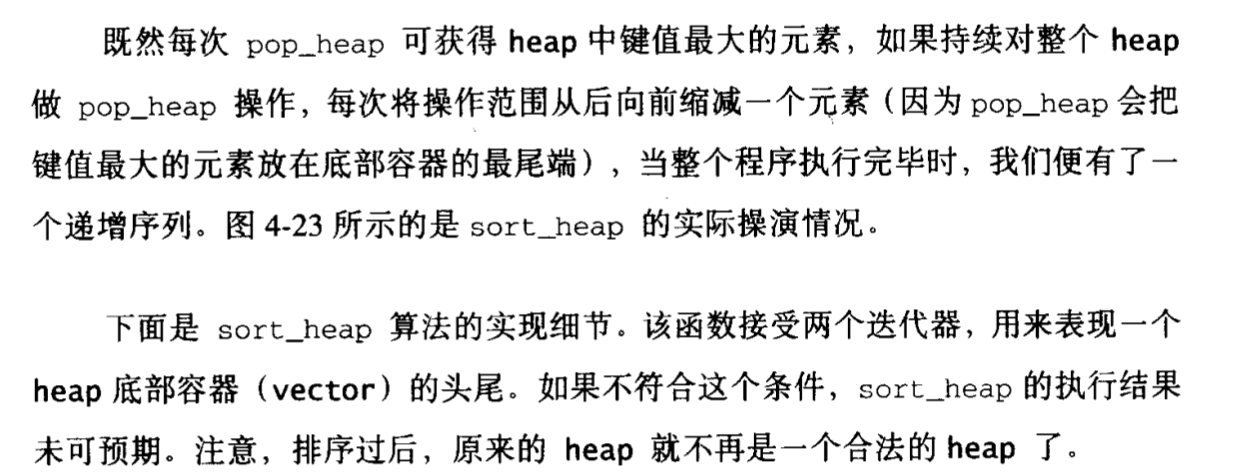 既然每次 pop_heap 可获得 heap 中键值最大的元素，如果持续对整个 heap
做 pop_heap 操作，每次将操作范围从后向前缩减一个元素（因为 pop_heap 会把
键值最大的元素放在底部容器的最尾端），当整个程序执行完毕时，我们便有了一
个递增序列。图 4-23 所示的是 sort_heap 的实际操演情况。
下面是 sort_heap 算法的实现细节。该函数接受两个迭代器，用来表现一个
heap 底部容器（vector）的头尾。如果不符合这个条件，sort_heap 的执行结果
未可预期。注意，排序过后，原来的 heap 就不再是一个合法的 heap 了。